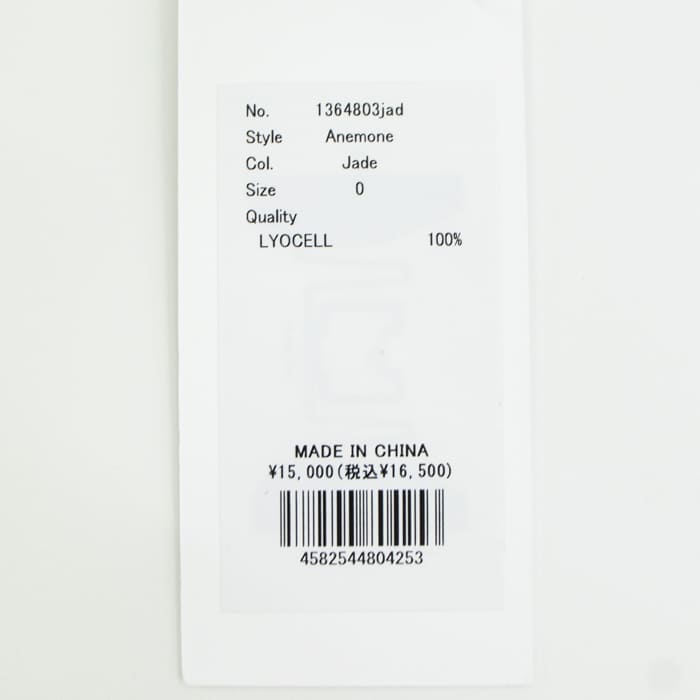 No. 1364803jad
Style Anemone
Col. Jade
Size 0
Quality
LYOCELL 100%
MADE IN CHINA
¥15,000(税込¥16,500)
4582544804253